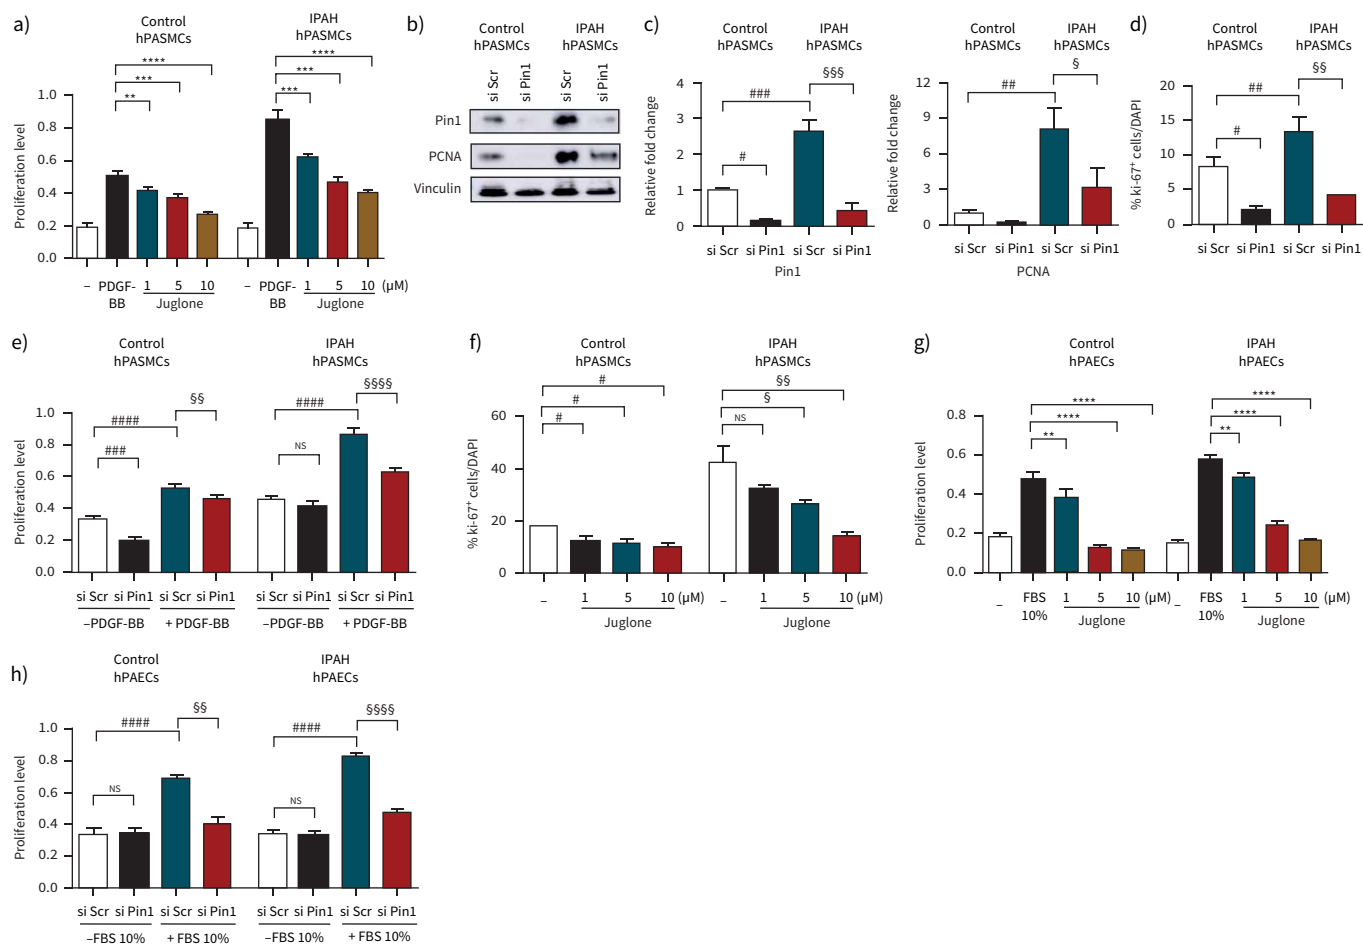 a)
Control
hPASMCs
IPAH
hPASMCs
****
***
**
****
***
***
Proliferation level
1.0
0.8
0.6
0.4
0.2
0
– PDGF-BB 1 5 10
Juglone
– PDGF-BB 1 5 10 (μM)
Juglone
b)
Control
hPASMCs
IPAH
hPASMCs
si Scr
si Pin1
si Scr
si Pin1
Pin1
PCNA
Vinculin
c)
Control
hPASMCs
IPAH
hPASMCs
§§§
###
#
Relative fold change
4
3
2
1
0
si Scr si Pin1 si Scr si Pin1
Pin1
Control
hPASMCs
IPAH
hPASMCs
§
##
Relative fold change
12
9
6
3
0
si Scr si Pin1 si Scr si Pin1
PCNA
d)
Control
hPASMCs
IPAH
hPASMCs
§§
##
#
% ki-67+ cells/DAPI
20
15
10
5
0
si Scr si Pin1 si Scr si Pin1
e)
Control
hPASMCs
IPAH
hPASMCs
§§
####
###
§§§§
####
NS
Proliferation level
1.0
0.8
0.6
0.4
0.2
0.0
si Scr si Pin1 si Scr si Pin1 si Scr si Pin1 si Scr si Pin1
–PDGF-BB + PDGF-BB –PDGF-BB + PDGF-BB
f)
Control
hPASMCs
IPAH
hPASMCs
#
#
#
§§
§
NS
% ki-67+ cells/DAPI
60
40
20
0
– 1 5 10 – 1 5 10 (μM)
Juglone Juglone
g)
Control
hPAECs
IPAH
hPAECs
****
****
**
****
****
**
Proliferation level
0.8
0.6
0.4
0.2
0.0
– FBS 10% 1 5 10 – FBS 10% 1 5 10 (μM)
Juglone Juglone
h)
Control
hPAECs
IPAH
hPAECs
§§
####
NS
§§§§
####
NS
Proliferation level
1.0
0.8
0.6
0.4
0.2
0.0
si Scr si Pin1 si Scr si Pin1 si Scr si Pin1 si Scr si Pin1
–FBS 10% + FBS 10% –FBS 10% + FBS 10%